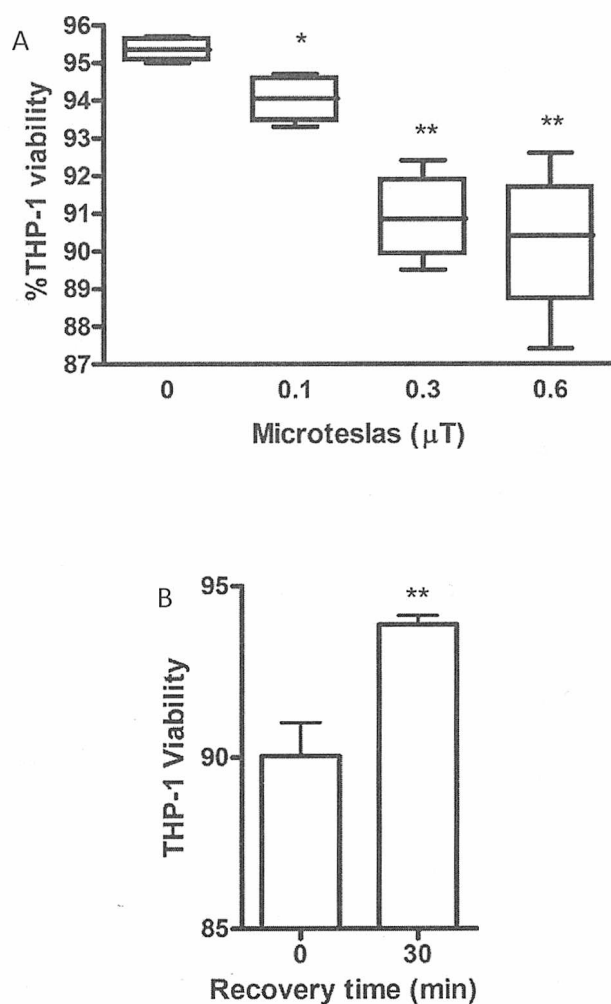 A
%THP-1 viability
96
95
94
93
92
91
90
89
88
87
*
**
**
0 0.1 0.3 0.6
Microteslas (μT)
B
THP-1 Viability
95
90
85
**
0 30
Recovery time (min)